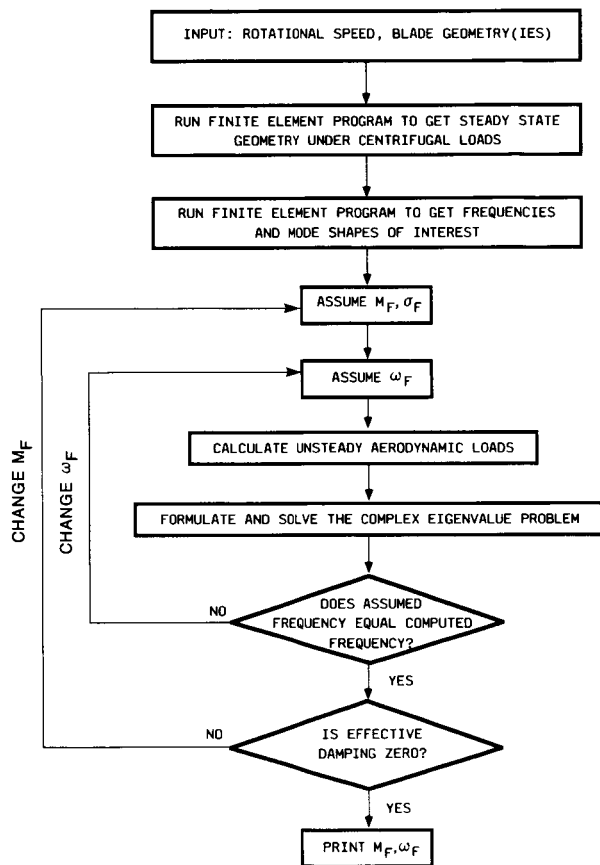 INPUT: ROTATIONAL SPEED, BLADE GEOMETRY(IES)
RUN FINITE ELEMENT PROGRAM TO GET STEADY STATE
GEOMETRY UNDER CENTRIFUGAL LOADS
RUN FINITE ELEMENT PROGRAM TO GET FREQUENCIES
AND MODE SHAPES OF INTEREST
ASSUME M_F, σ_F
ASSUME ω_F
CALCULATE UNSTEADY AERODYNAMIC LOADS
FORMULATE AND SOLVE THE COMPLEX EIGENVALUE PROBLEM
CHANGE M_F
CHANGE ω_F
NO
DOES ASSUMED
FREQUENCY EQUAL COMPUTED
FREQUENCY?
YES
NO
IS EFFECTIVE
DAMPING ZERO?
YES
PRINT M_F, ω_F